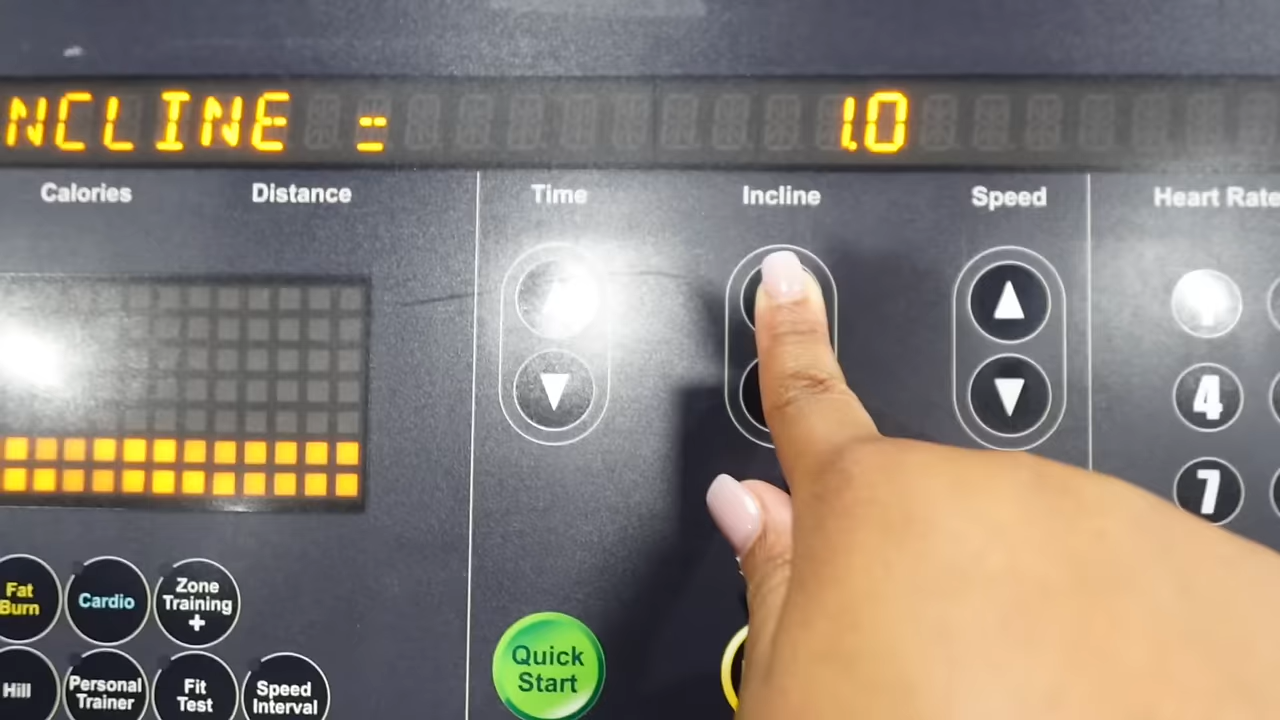 NCLINE = 1.0
Calories Distance Time Incline Speed Heart Rate
4
7
Fat Burn
Cardio
Zone Training +
Quick Start
Hill
Personal Trainer
Fit Test
Speed Interval